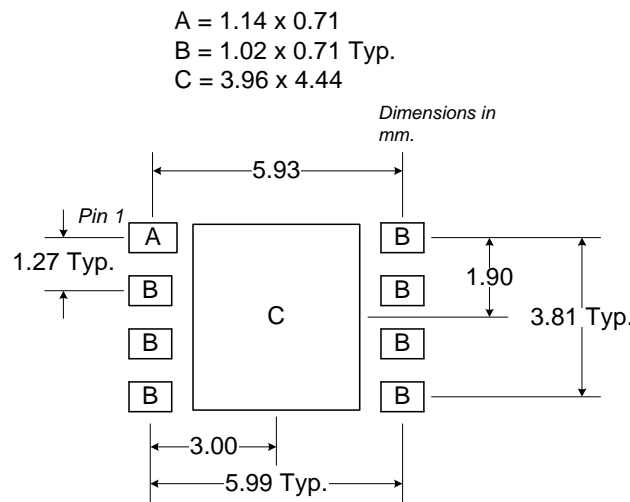 A = 1.14 x 0.71
B = 1.02 x 0.71 Typ.
C = 3.96 x 4.44
Dimensions in
mm.
5.93
Pin 1
A
B
1.27 Typ.
1.90
B
B
C
3.81 Typ.
B
B
B
B
3.00
5.99 Typ.